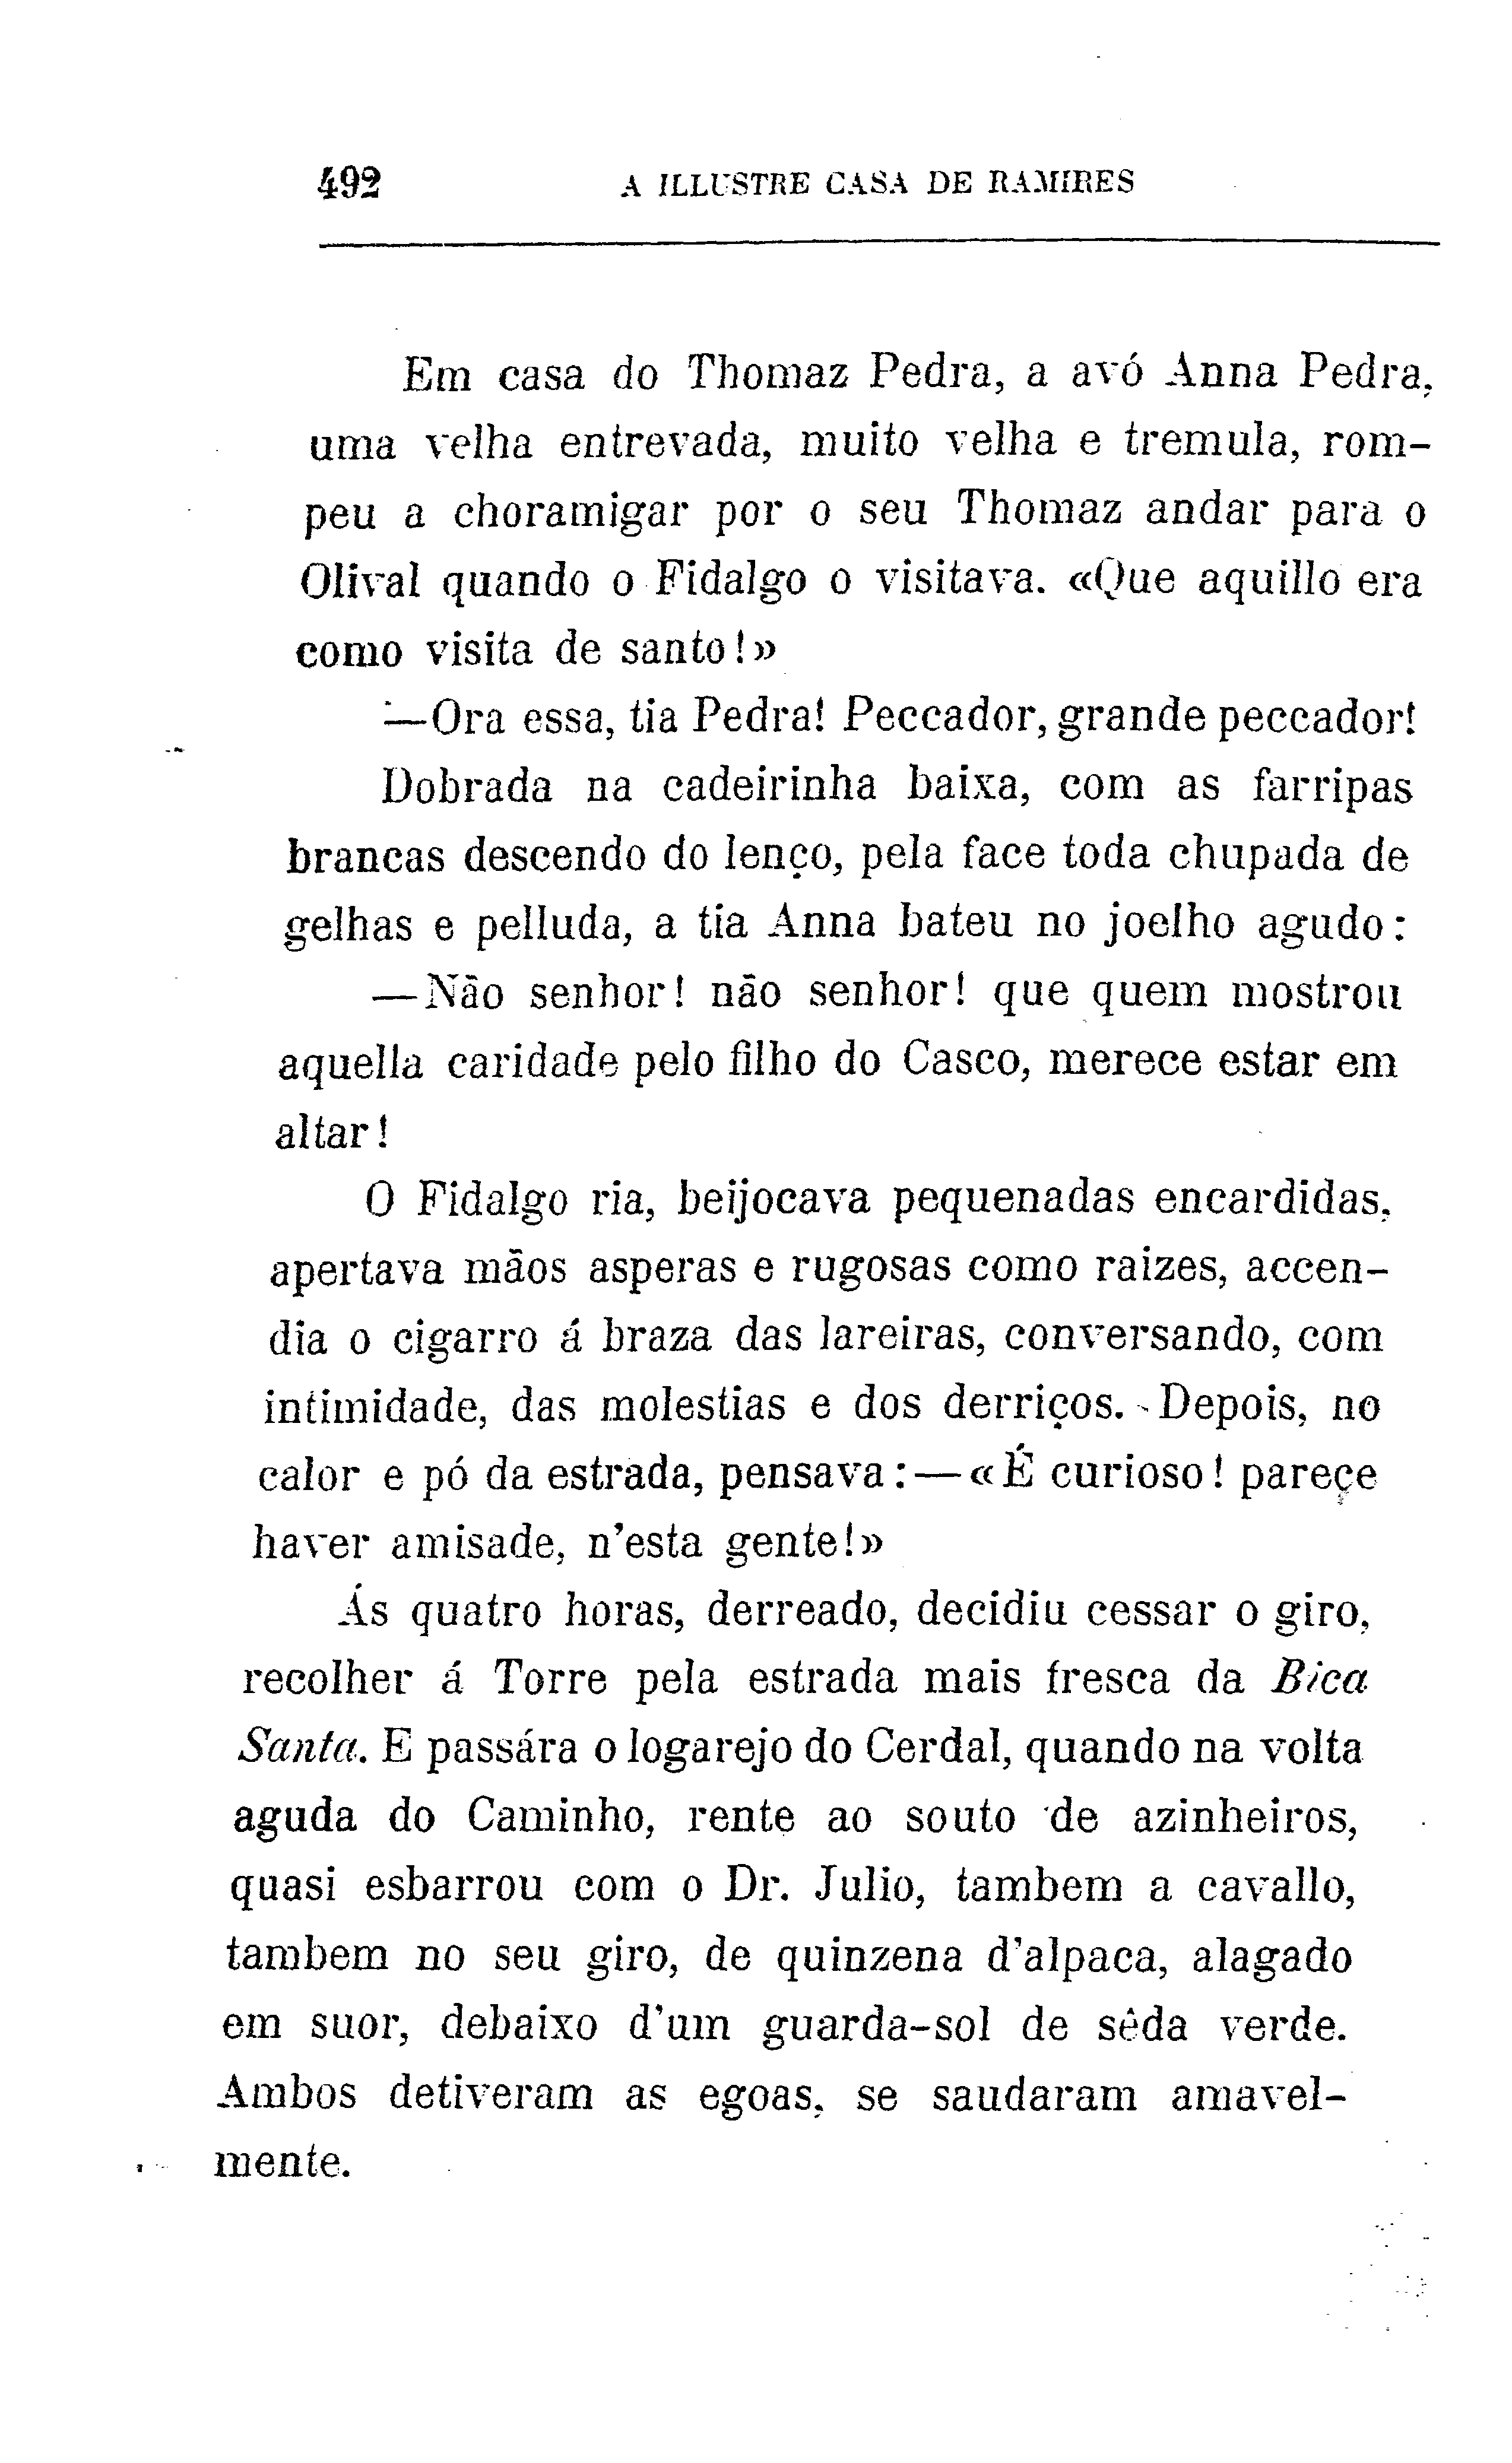 492 A ILLUSTRE CASA DE RAMIRES
Em casa do Thomaz Pedra, a avó Anna Pedra,
uma velha entrevada, muito velha e tremula, rom-
peu a choramigar por o seu Thomaz andar para o
Olival quando o Fidalgo o visitava. «Que aquillo era
como visita de santo!»
—Ora essa, tia Pedra! Peccador, grande peccador!
Dobrada na cadeirinha baixa, com as farripas
brancas descendo do lenço, pela face toda chupada de
gelhas e pelluda, a tia Anna bateu no joelho agudo:
—Não senhor! não senhor! que quem mostrou
aquella caridade pelo filho do Casco, merece estar em
altar!
O Fidalgo ria, beijocava pequenadas encardidas,
apertava mãos asperas e rugosas como raizes, accen-
dia o cigarro á braza das lareiras, conversando, com
intimidade, das molestias e dos derriços. Depois, no
calor e pó da estrada, pensava:—«É curioso! pareçe
haver amisade, n'esta gente!»
Ás quatro horas, derreado, decidiu cessar o giro,
recolher á Torre pela estrada mais fresca da Bica
Santa. E passára o logarejo do Cerdal, quando na volta
aguda do Caminho, rente ao souto de azinheiros,
quasi esbarrou com o Dr. Julio, tambem a cavallo,
tambem no seu giro, de quinzena d'alpaca, alagado
em suor, debaixo d'um guarda-sol de sêda verde.
Ambos detiveram as egoas, se saudaram amavel-
mente.